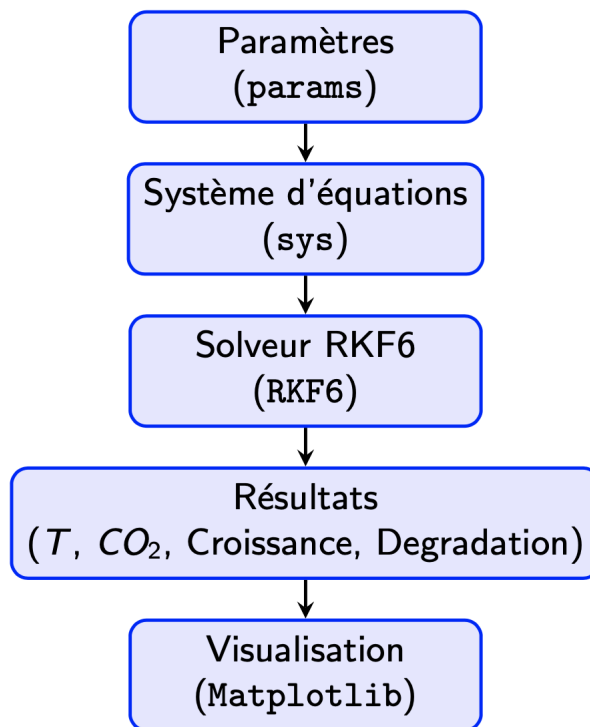 Paramètres
(params)
Système d'équations
(sys)
Solveur RKF6
(RKF6)
Résultats
(T, CO₂, Croissance, Degradation)
Visualisation
(Matplotlib)